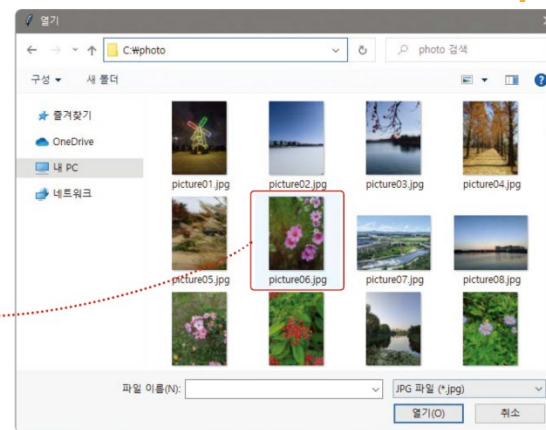 열기
C:₩photo
photo 검색
구성 ▼ 새 폴더
즐겨찾기
OneDrive
내 PC
네트워크
picture01.jpg picture02.jpg picture03.jpg picture04.jpg
picture05.jpg picture06.jpg picture07.jpg picture08.jpg
파일 이름(N):
JPG 파일 (*.jpg)
열기(O) 취소